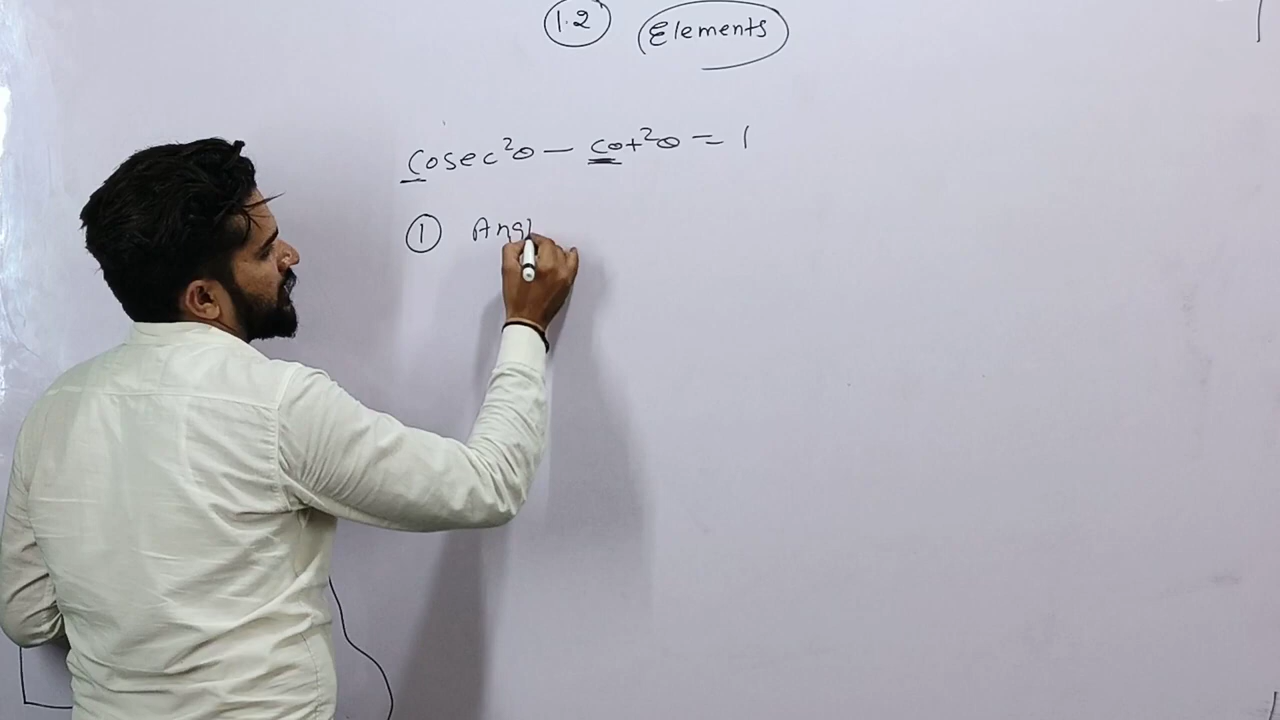 1.2 Elements
Cosec²θ - Cot²θ = 1
1 Angl